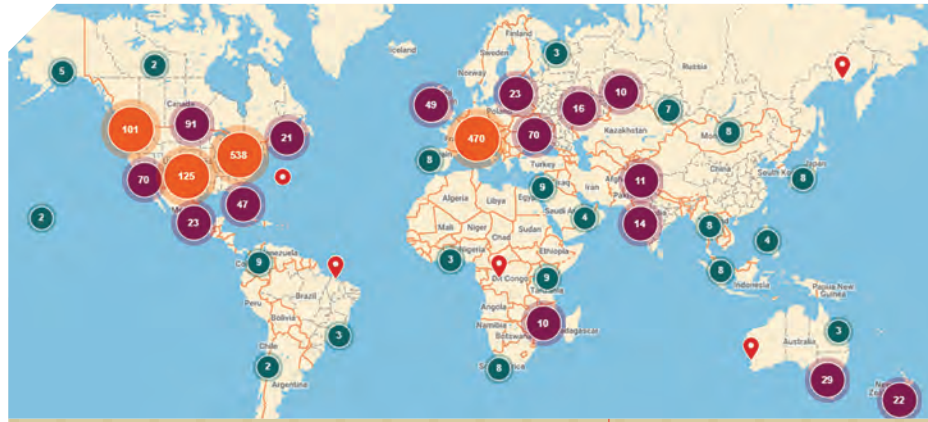 Iceland
Finland
3
Sweden
Russia
5
2
Norway
Canada
49
23
16
10
7
101
91
21
470
70
8
538
Kazakhstan
8
Turkey
China
Japan
South Ko
70
125
9
Iraq
Iran
11
8
2
23
47
Algeria
Libya
Saudi A
4
14
8
4
Mali
Niger
Chad
Sudan
9
3
Nigeria
Ethiopia
8
DR Congo
9
Indonesia
Papua New
Guinea
Brazil
Tanzania
Peru
Angola
Bolivia
10
3
Namibia
Botswana
3
Australia
Chile
2
8
29
Argentina
22